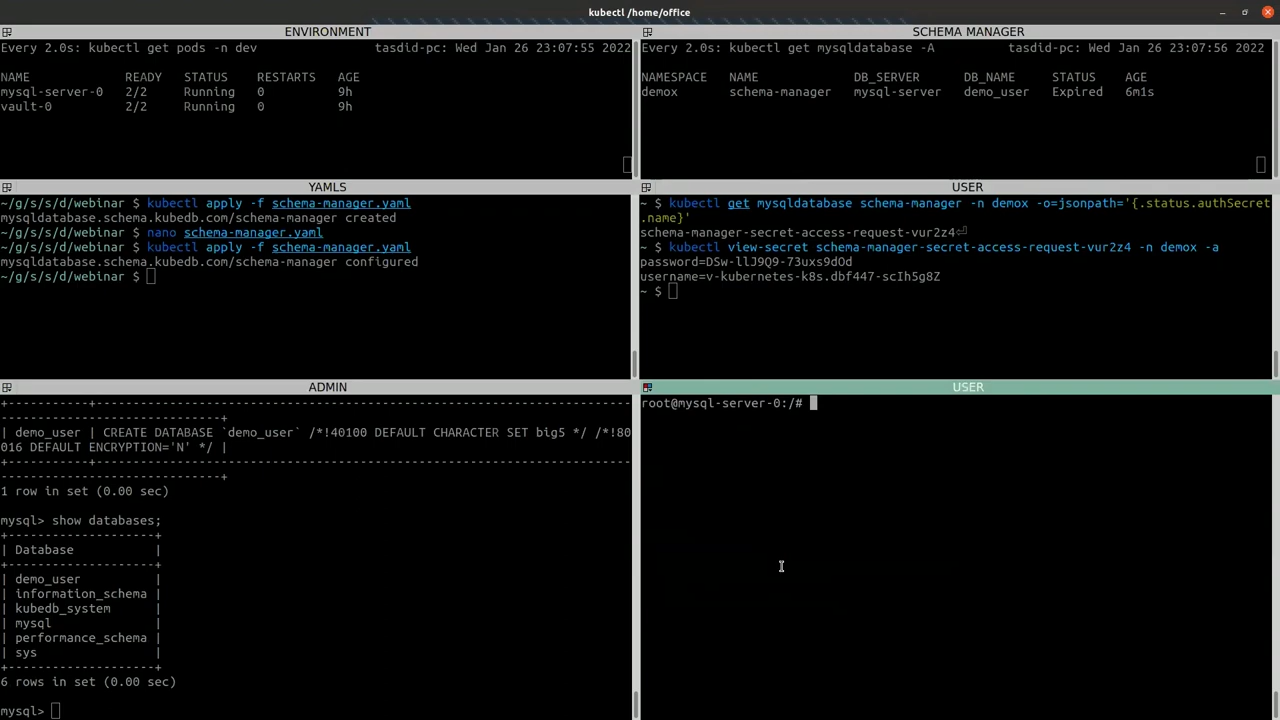 kubectl /home/office
ENVIRONMENT
Every 2.0s: kubectl get pods -n dev tasdid-pc: Wed Jan 26 23:07:55 2022
NAME READY STATUS RESTARTS AGE
mysql-server-0 2/2 Running 0 9h
vault-0 2/2 Running 0 9h
SCHEMA MANAGER
Every 2.0s: kubectl get mysqldatabase -A tasdid-pc: Wed Jan 26 23:07:56 2022
NAMESPACE NAME DB_SERVER DB_NAME STATUS AGE
demox schema-manager mysql-server demo_user Expired 6m1s
YAMLS
~/g/s/s/d/webinar $ kubectl apply -f schema-manager.yaml
mysqldatabase.schema.kubedb.com/schema-manager created
~/g/s/s/d/webinar $ nano schema-manager.yaml
~/g/s/s/d/webinar $ kubectl apply -f schema-manager.yaml
mysqldatabase.schema.kubedb.com/schema-manager configured
~/g/s/s/d/webinar $
USER
~ $ kubectl get mysqldatabase schema-manager -n demox -o=jsonpath='{.status.authSecret
.name}'
schema-manager-secret-access-request-vur2z4⏎
~ $ kubectl view-secret schema-manager-secret-access-request-vur2z4 -n demox -a
password=DSw-llJ9Q9-73uxs9dOd
username=v-kubernetes-k8s.dbf447-scIh5g8Z
~ $
ADMIN
+----------+---------------------------------------------------------------------------
------------------------------+
| demo_user | CREATE DATABASE `demo_user` /*!40100 DEFAULT CHARACTER SET big5 */ /*!80
016 DEFAULT ENCRYPTION='N' */ |
+----------+---------------------------------------------------------------------------
------------------------------+
1 row in set (0.00 sec)
mysql> show databases;
+--------------------+
| Database |
+--------------------+
| demo_user |
| information_schema |
| kubedb_system |
| mysql |
| performance_schema |
| sys |
+--------------------+
6 rows in set (0.00 sec)
mysql>
USER
root@mysql-server-0:/#